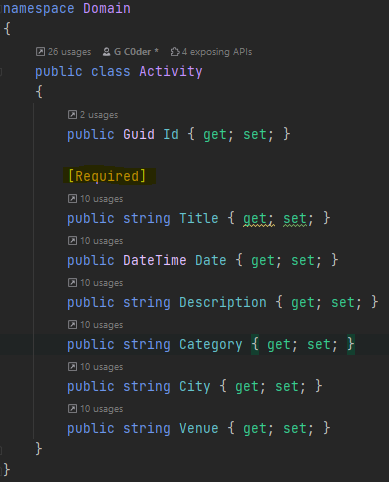 namespace Domain
{
26 usages G C0der * 4 exposing APIs
public class Activity
{
2 usages
public Guid Id { get; set; }
[Required]
10 usages
public string Title { get; set; }
10 usages
public DateTime Date { get; set; }
10 usages
public string Description { get; set; }
10 usages
public string Category { get; set; }
10 usages
public string City { get; set; }
10 usages
public string Venue { get; set; }
}
}